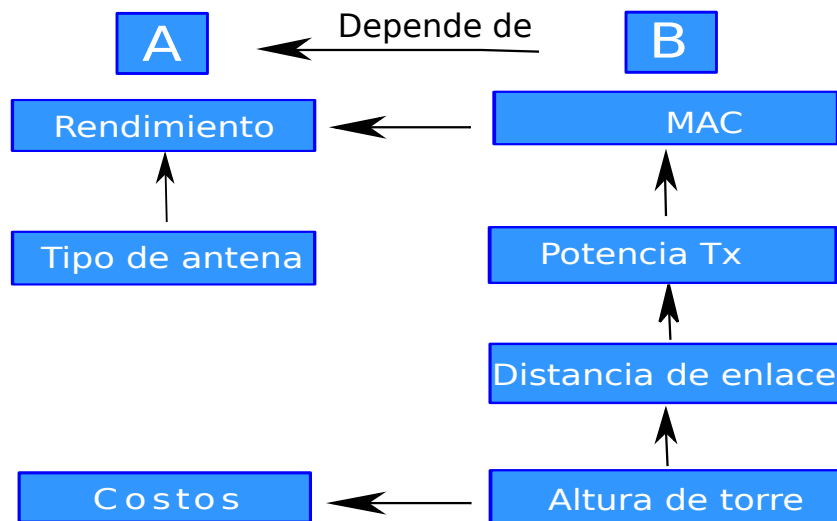 A
Depende de
B
Rendimiento
MAC
Tipo de antena
Potencia Tx
Distancia de enlace
Costos
Altura de torre